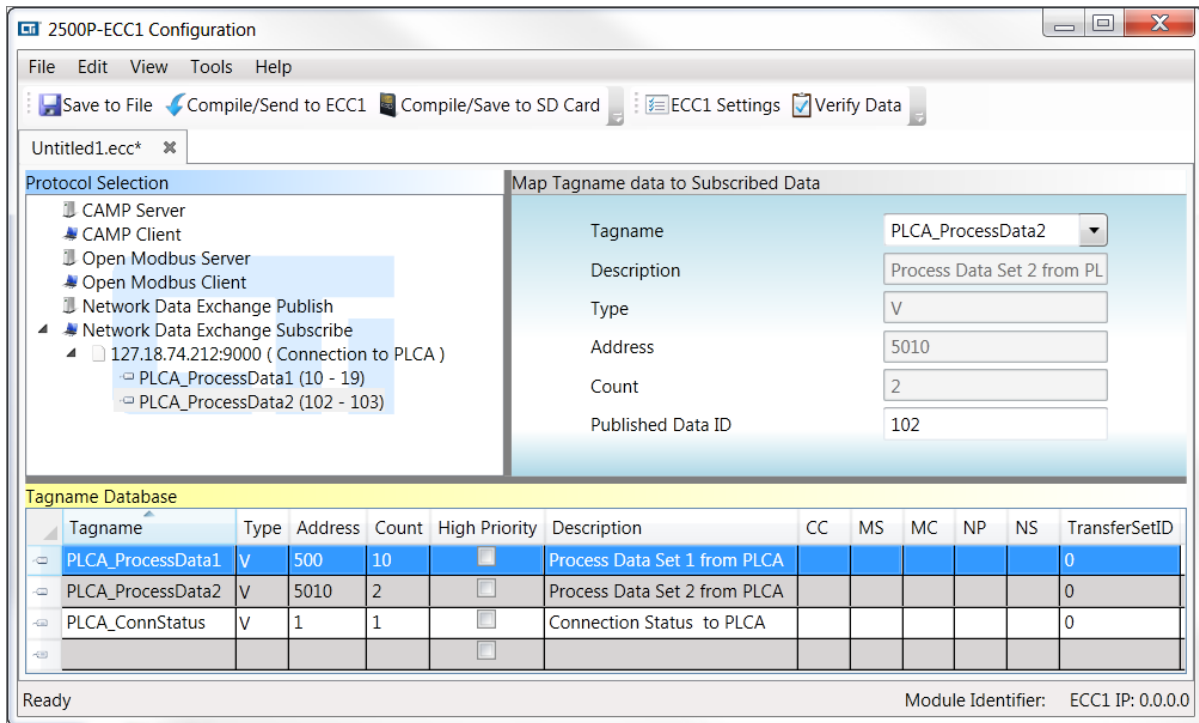 CTI 2500P-ECC1 Configuration
File Edit View Tools Help
Save to File Compile/Send to ECC1 Compile/Save to SD Card ECC1 Settings Verify Data
Untitled1.ecc*
Protocol Selection
CAMP Server
CAMP Client
Open Modbus Server
Open Modbus Client
Network Data Exchange Publish
Network Data Exchange Subscribe
127.18.74.212:9000 ( Connection to PLCA )
PLCA_ProcessData1 (10 - 19)
PLCA_ProcessData2 (102 - 103)
Map Tagname data to Subscribed Data
Tagname PLCA_ProcessData2
Description Process Data Set 2 from PL
Type V
Address 5010
Count 2
Published Data ID 102
Tagname Database
Tagname Type Address Count High Priority Description CC MS MC NP NS TransferSetID
PLCA_ProcessData1 V 500 10 Process Data Set 1 from PLCA 0
PLCA_ProcessData2 V 5010 2 Process Data Set 2 from PLCA 0
PLCA_ConnStatus V 1 1 Connection Status to PLCA 0
Ready Module Identifier: ECC1 IP: 0.0.0.0